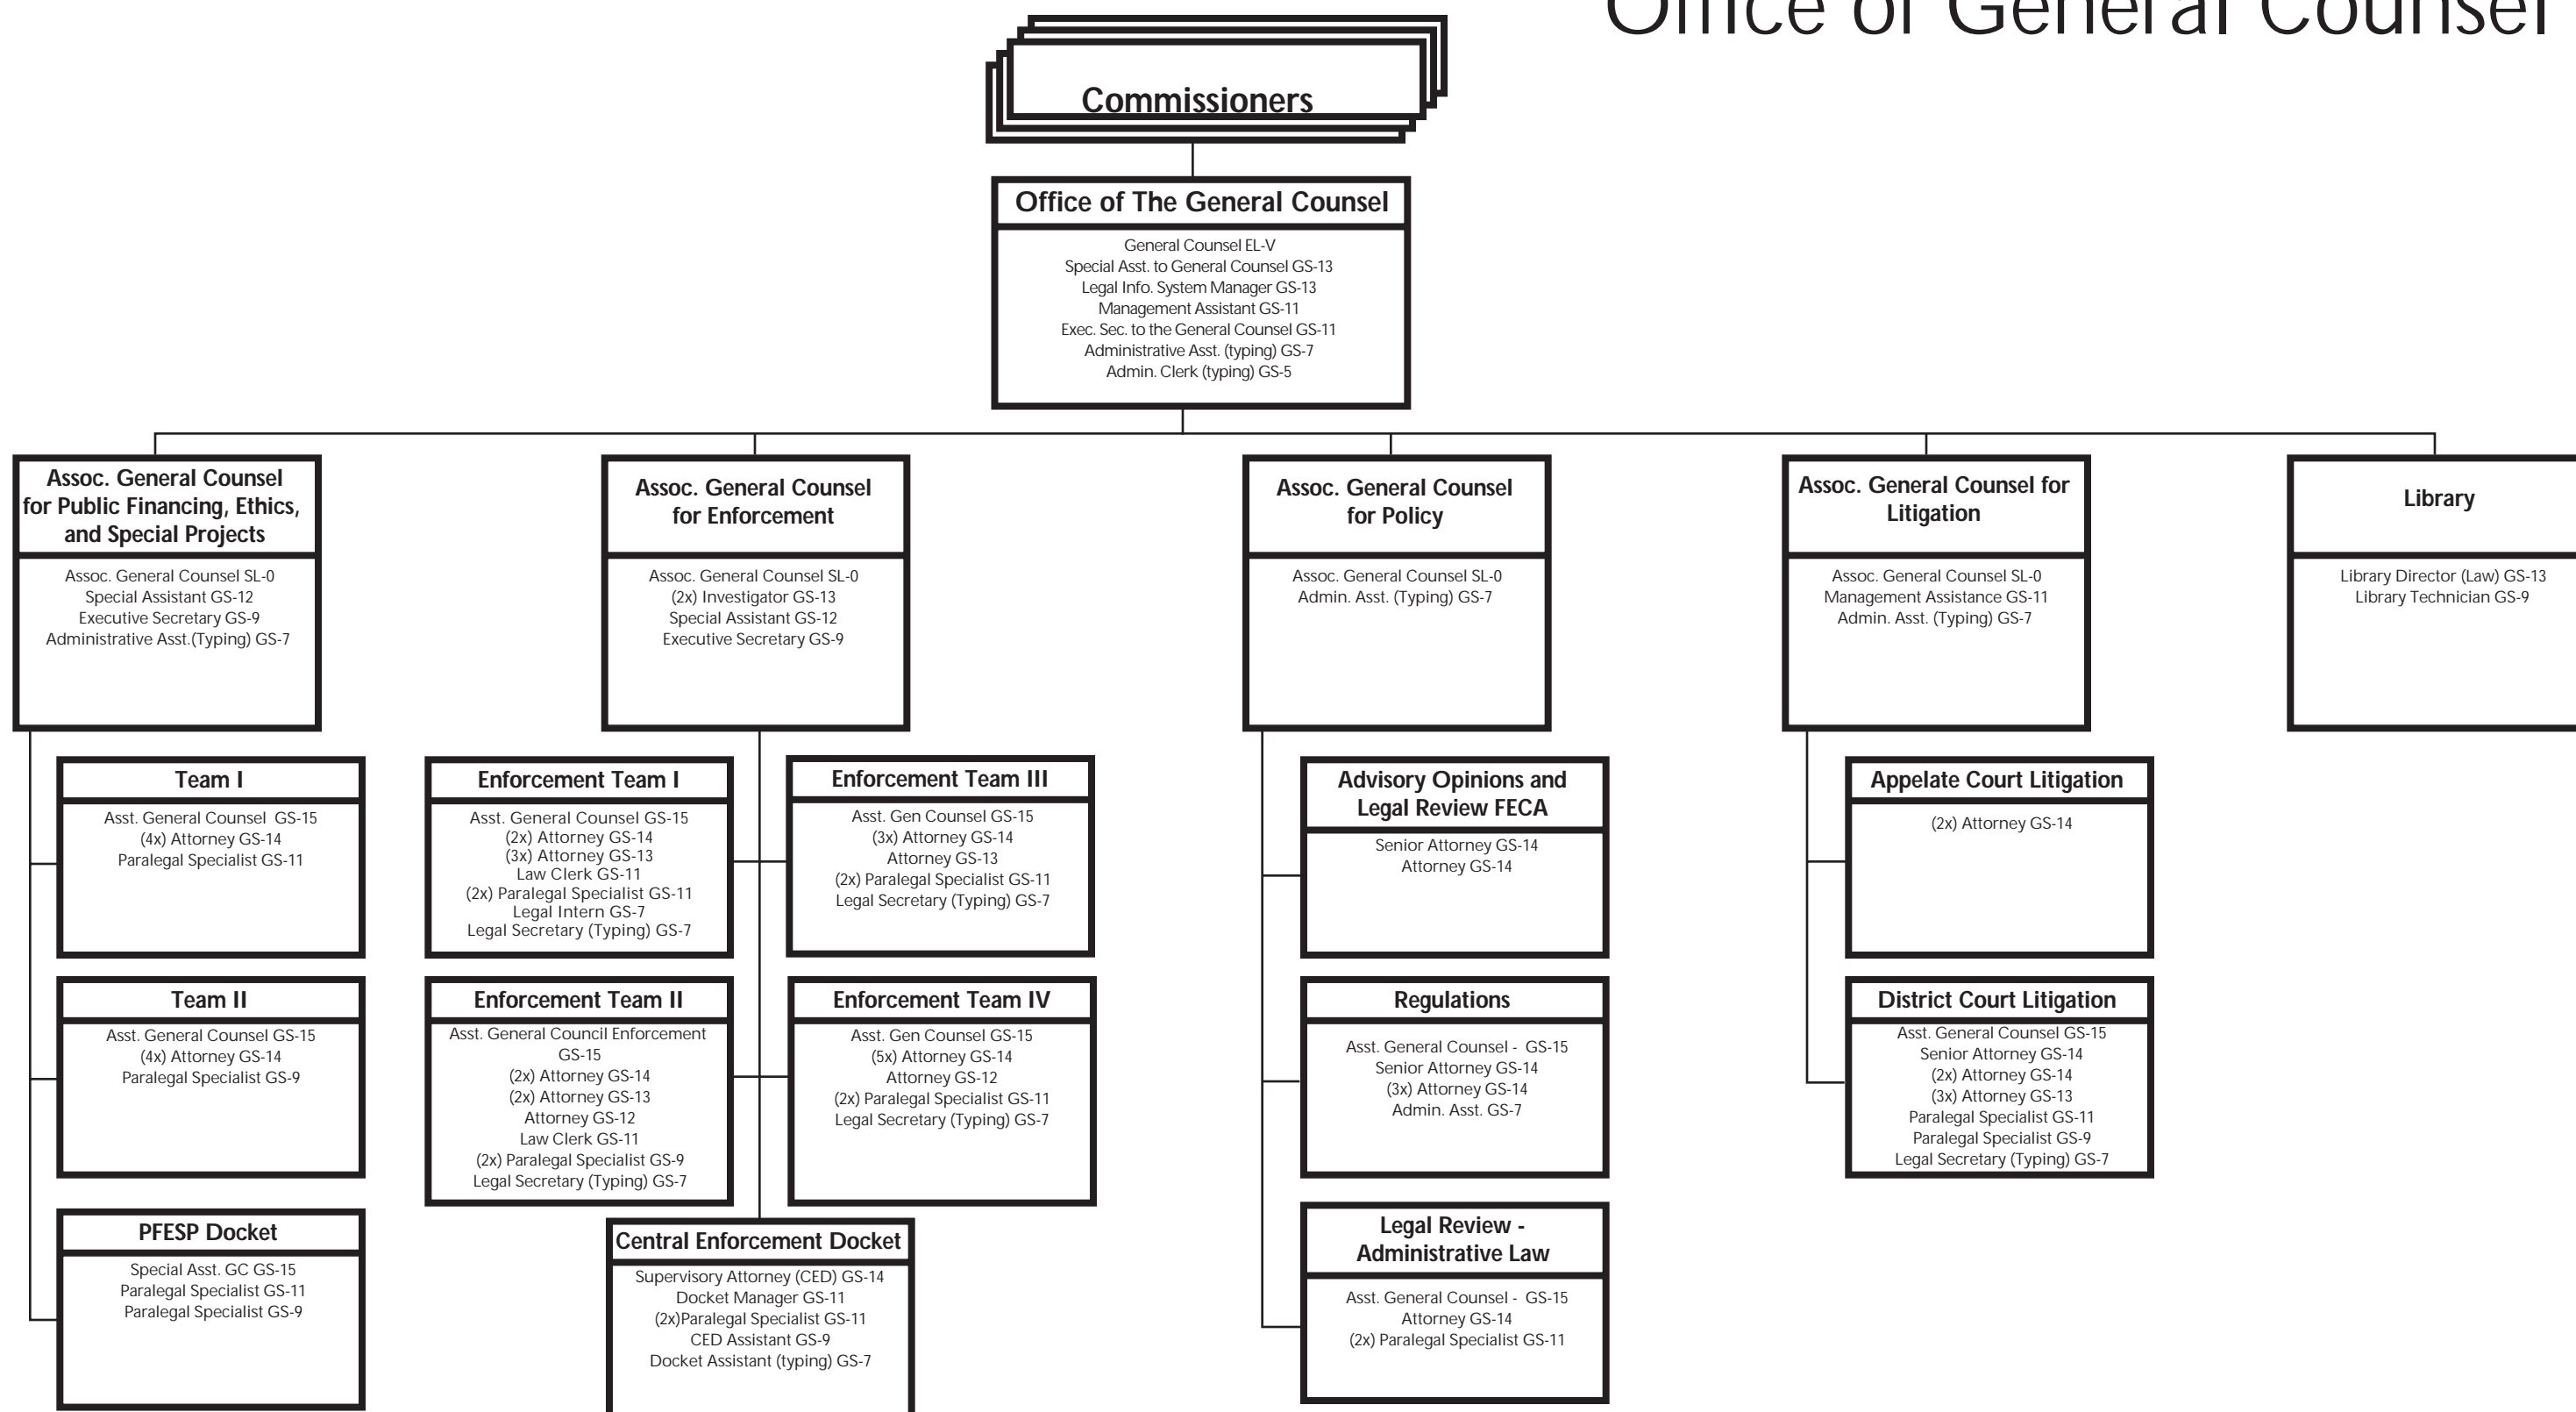 Office of General Counsel
Commissioners
Office of The General Counsel
General Counsel EL-V
Special Asst. to General Counsel GS-13
Legal Info. System Manager GS-13
Management Assistant GS-11
Exec. Sec. to the General Counsel GS-11
Administrative Asst. (typing) GS-7
Admin. Clerk (typing) GS-5
Assoc. General Counsel
for Public Financing, Ethics,
and Special Projects
Assoc. General Counsel SL-0
Special Assistant GS-12
Executive Secretary GS-9
Administrative Asst.(Typing) GS-7
Assoc. General Counsel
for Enforcement
Assoc. General Counsel SL-0
(2x) Investigator GS-13
Special Assistant GS-12
Executive Secretary GS-9
Assoc. General Counsel
for Policy
Assoc. General Counsel SL-0
Admin. Asst. (Typing) GS-7
Assoc. General Counsel for
Litigation
Assoc. General Counsel SL-0
Management Assistance GS-11
Admin. Asst. (Typing) GS-7
Library
Library Director (Law) GS-13
Library Technician GS-9
Team I
Asst. General Counsel GS-15
(4x) Attorney GS-14
Paralegal Specialist GS-11
Enforcement Team I
Asst. General Counsel GS-15
(2x) Attorney GS-14
(3x) Attorney GS-13
Law Clerk GS-11
(2x) Paralegal Specialist GS-11
Legal Intern GS-7
Legal Secretary (Typing) GS-7
Enforcement Team III
Asst. Gen Counsel GS-15
(3x) Attorney GS-14
Attorney GS-13
(2x) Paralegal Specialist GS-11
Legal Secretary (Typing) GS-7
Advisory Opinions and
Legal Review FECA
Senior Attorney GS-14
Attorney GS-14
Appelate Court Litigation
(2x) Attorney GS-14
Team II
Asst. General Counsel GS-15
(4x) Attorney GS-14
Paralegal Specialist GS-9
Enforcement Team II
Asst. General Council Enforcement
GS-15
(2x) Attorney GS-14
(2x) Attorney GS-13
Attorney GS-12
Law Clerk GS-11
(2x) Paralegal Specialist GS-9
Legal Secretary (Typing) GS-7
Enforcement Team IV
Asst. Gen Counsel GS-15
(5x) Attorney GS-14
Attorney GS-12
(2x) Paralegal Specialist GS-11
Legal Secretary (Typing) GS-7
Regulations
Asst. General Counsel - GS-15
Senior Attorney GS-14
(3x) Attorney GS-14
Admin. Asst. GS-7
District Court Litigation
Asst. General Counsel GS-15
Senior Attorney GS-14
(2x) Attorney GS-14
(3x) Attorney GS-13
Paralegal Specialist GS-11
Paralegal Specialist GS-9
Legal Secretary (Typing) GS-7
PFESP Docket
Special Asst. GC GS-15
Paralegal Specialist GS-11
Paralegal Specialist GS-9
Central Enforcement Docket
Supervisory Attorney (CED) GS-14
Docket Manager GS-11
(2x)Paralegal Specialist GS-11
CED Assistant GS-9
Docket Assistant (typing) GS-7
Legal Review -
Administrative Law
Asst. General Counsel - GS-15
Attorney GS-14
(2x) Paralegal Specialist GS-11